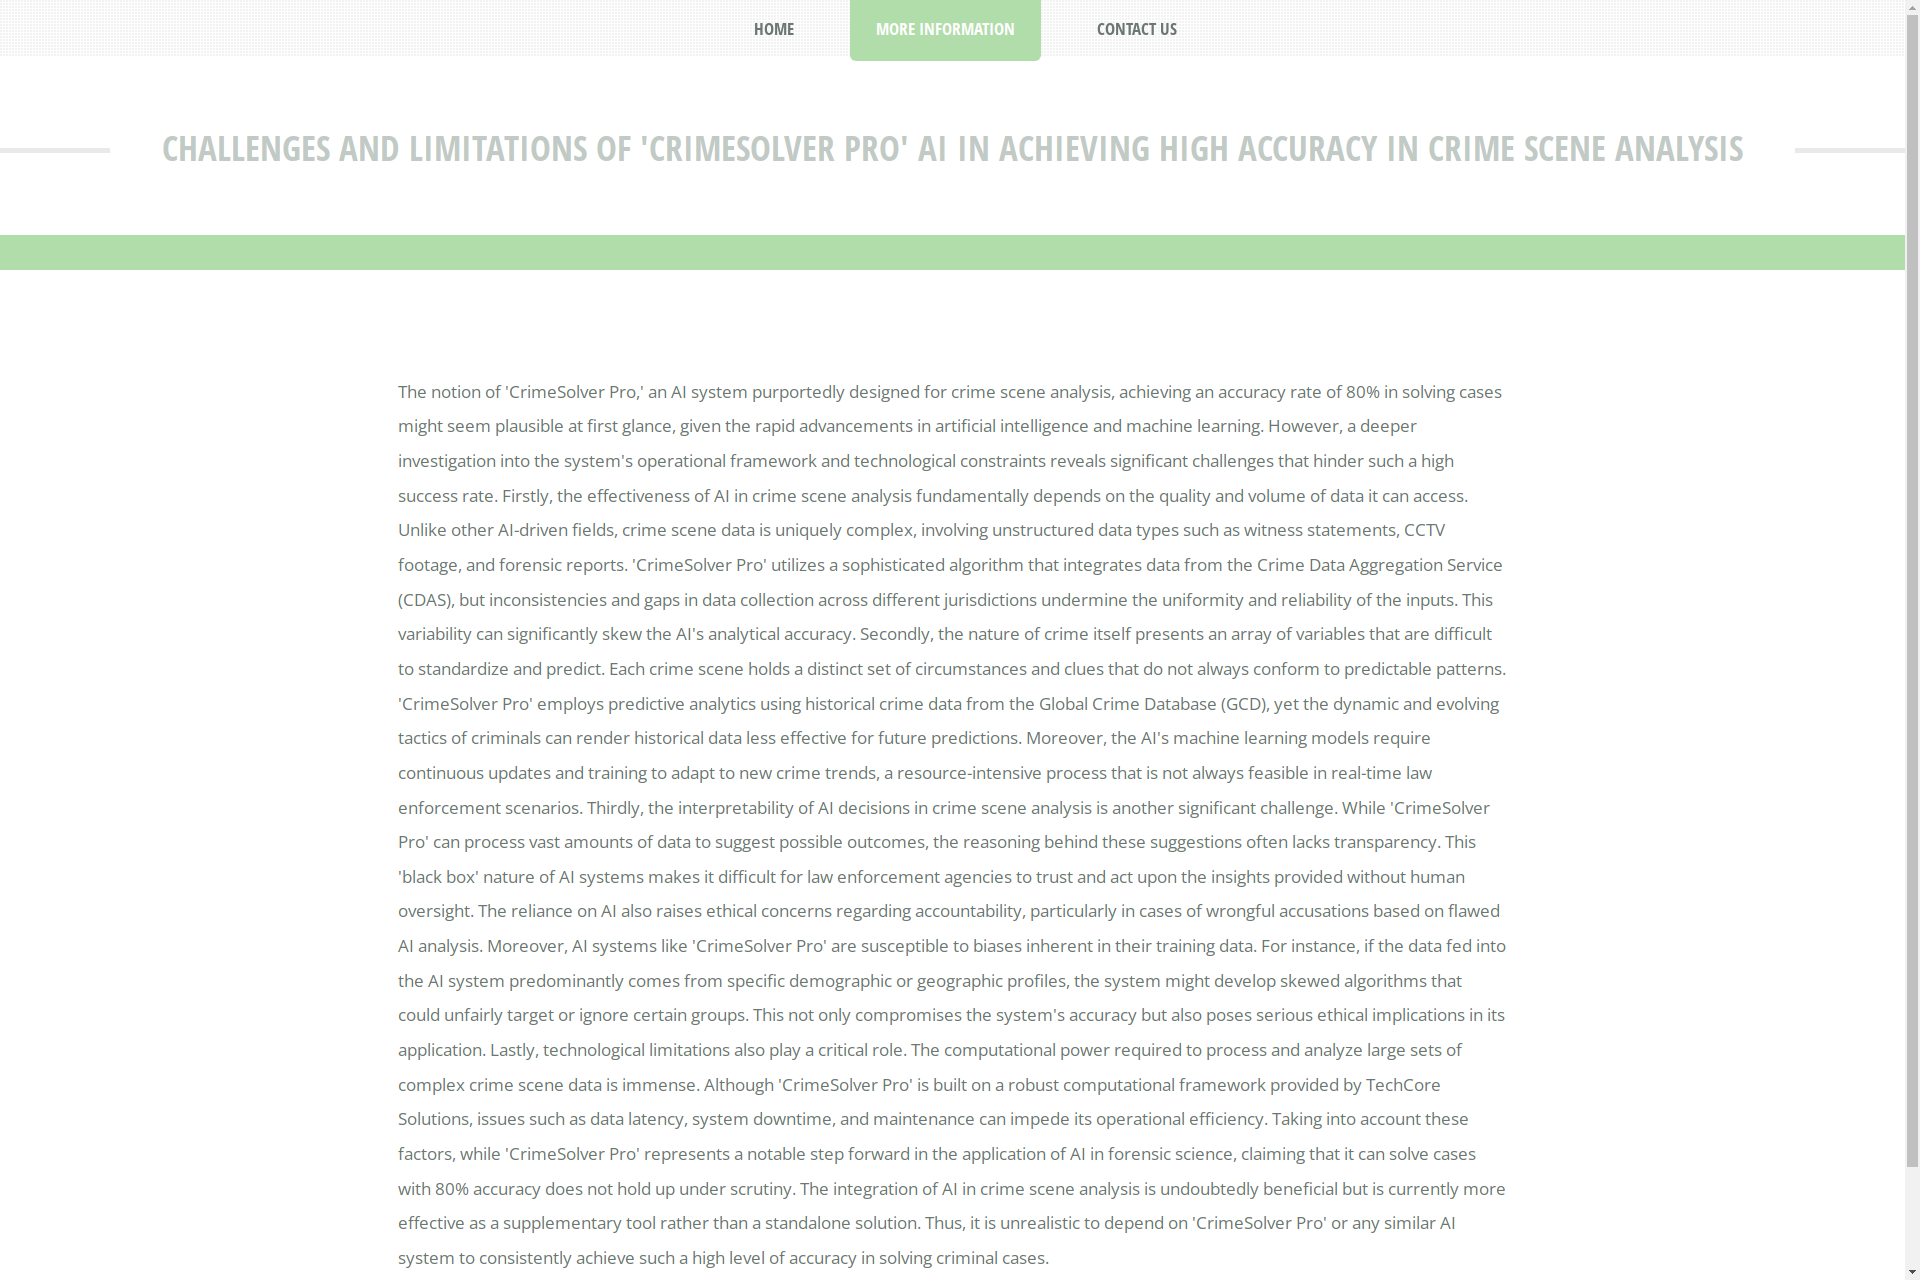 HOME
MORE INFORMATION
CONTACT US
CHALLENGES AND LIMITATIONS OF 'CRIMESOLVER PRO' AI IN ACHIEVING HIGH ACCURACY IN CRIME SCENE ANALYSIS
The notion of 'CrimeSolver Pro,' an AI system purportedly designed for crime scene analysis, achieving an accuracy rate of 80% in solving cases
might seem plausible at first glance, given the rapid advancements in artificial intelligence and machine learning. However, a deeper
investigation into the system's operational framework and technological constraints reveals significant challenges that hinder such a high
success rate. Firstly, the effectiveness of AI in crime scene analysis fundamentally depends on the quality and volume of data it can access.
Unlike other AI-driven fields, crime scene data is uniquely complex, involving unstructured data types such as witness statements, CCTV
footage, and forensic reports. 'CrimeSolver Pro' utilizes a sophisticated algorithm that integrates data from the Crime Data Aggregation Service
(CDAS), but inconsistencies and gaps in data collection across different jurisdictions undermine the uniformity and reliability of the inputs. This
variability can significantly skew the AI's analytical accuracy. Secondly, the nature of crime itself presents an array of variables that are difficult
to standardize and predict. Each crime scene holds a distinct set of circumstances and clues that do not always conform to predictable patterns.
'CrimeSolver Pro' employs predictive analytics using historical crime data from the Global Crime Database (GCD), yet the dynamic and evolving
tactics of criminals can render historical data less effective for future predictions. Moreover, the AI's machine learning models require
continuous updates and training to adapt to new crime trends, a resource-intensive process that is not always feasible in real-time law
enforcement scenarios. Thirdly, the interpretability of AI decisions in crime scene analysis is another significant challenge. While 'CrimeSolver
Pro' can process vast amounts of data to suggest possible outcomes, the reasoning behind these suggestions often lacks transparency. This
'black box' nature of AI systems makes it difficult for law enforcement agencies to trust and act upon the insights provided without human
oversight. The reliance on AI also raises ethical concerns regarding accountability, particularly in cases of wrongful accusations based on flawed
AI analysis. Moreover, AI systems like 'CrimeSolver Pro' are susceptible to biases inherent in their training data. For instance, if the data fed into
the AI system predominantly comes from specific demographic or geographic profiles, the system might develop skewed algorithms that
could unfairly target or ignore certain groups. This not only compromises the system's accuracy but also poses serious ethical implications in its
application. Lastly, technological limitations also play a critical role. The computational power required to process and analyze large sets of
complex crime scene data is immense. Although 'CrimeSolver Pro' is built on a robust computational framework provided by TechCore
Solutions, issues such as data latency, system downtime, and maintenance can impede its operational efficiency. Taking into account these
factors, while 'CrimeSolver Pro' represents a notable step forward in the application of AI in forensic science, claiming that it can solve cases
with 80% accuracy does not hold up under scrutiny. The integration of AI in crime scene analysis is undoubtedly beneficial but is currently more
effective as a supplementary tool rather than a standalone solution. Thus, it is unrealistic to depend on 'CrimeSolver Pro' or any similar AI
system to consistently achieve such a high level of accuracy in solving criminal cases.